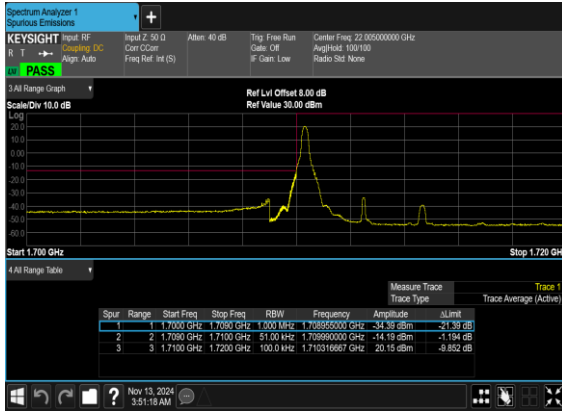 Spectrum Analyzer 1
Spurious Emissions
KEYSIGHT Input: RF Input Z: 50 Ω Atten: 40 dB Trig: Free Run Center Freq: 22.005000000 GHz
R T Coupling: DC Corr CCorr Gate: Off Avg|Hold: 100/100
Align: Auto Freq Ref: Int (S) IF Gain: Low Radio Std: None
PASS
3 All Range Graph
Ref Lvl Offset 8.00 dB
Scale/Div 10.0 dB Ref Value 30.00 dBm
Log
20.0
10.0
0.00
-10.0
-20.0
-30.0
-40.0
-50.0
-60.0
Start 1.700 GHz Stop 1.720 GH
4 All Range Table
Measure Trace Trace 1
Trace Type Trace Average (Active)
Spur Range Start Freq Stop Freq RBW Frequency Amplitude ΔLimit
1 1 1.7000 GHz 1.7090 GHz 1.000 MHz 1.708955000 GHz -34.39 dBm -21.39 dB
2 2 1.7090 GHz 1.7100 GHz 51.00 kHz 1.709990000 GHz -14.19 dBm -1.194 dB
3 3 1.7100 GHz 1.7200 GHz 100.0 kHz 1.710316667 GHz 20.15 dBm -9.852 dB
Nov 13, 2024
3:51:18 AM